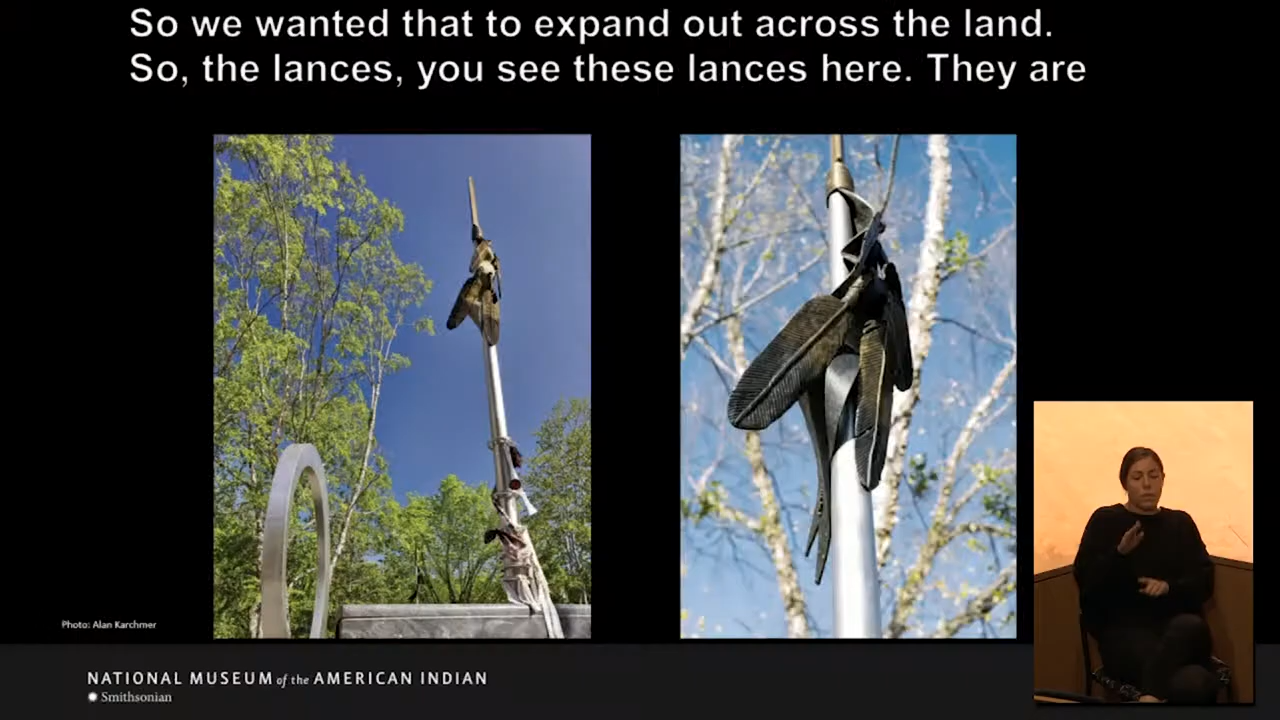 So we wanted that to expand out across the land.
So, the lances, you see these lances here. They are
Photo: Alan Karchmer
NATIONAL MUSEUM of the AMERICAN INDIAN
Smithsonian